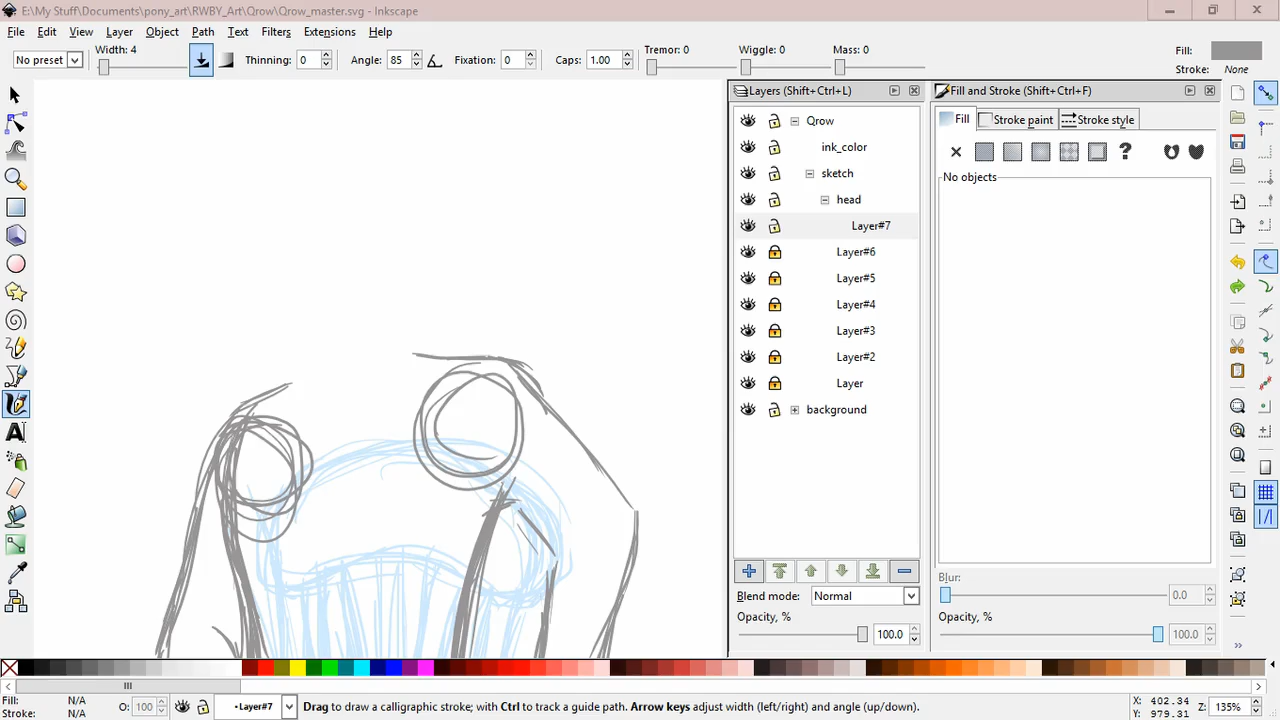 E:\My Stuff\Documents\pony_art\RWBY_Art\Qrow\Qrow_master.svg - Inkscape
File Edit View Layer Object Path Text Filters Extensions Help
No preset Width: 4 Thinning: 0 Angle: 85 Fixation: 0 Caps: 1.00 Tremor: 0 Wiggle: 0 Mass: 0 Fill: Stroke: None
Layers (Shift+Ctrl+L)
Qrow
ink_color
sketch
head
Layer#7
Layer#6
Layer#5
Layer#4
Layer#3
Layer#2
Layer
background
Blend mode: Normal
Opacity, % 100.0
Fill and Stroke (Shift+Ctrl+F)
Fill Stroke paint Stroke style
No objects
Blur: 0.0
Opacity, % 100.0
Fill: N/A
Stroke: N/A
O: 100
•Layer#7
Drag to draw a calligraphic stroke; with Ctrl to track a guide path. Arrow keys adjust width (left/right) and angle (up/down).
X: 402.34
Y: 979.31
Z: 135%